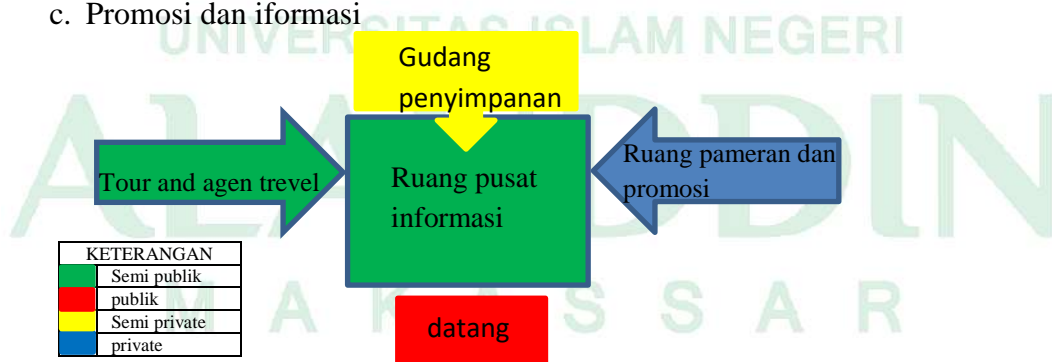 c. Promosi dan iformasi
UNIVERSITAS ISLAM NEGERI
Gudang
penyimpanan
ALAUDDIN
Tour and agen trevel
Ruang pusat
informasi
Ruang pameran dan
promosi
KETERANGAN
Semi publik
publik
Semi private
private
MAKASSAR
datang